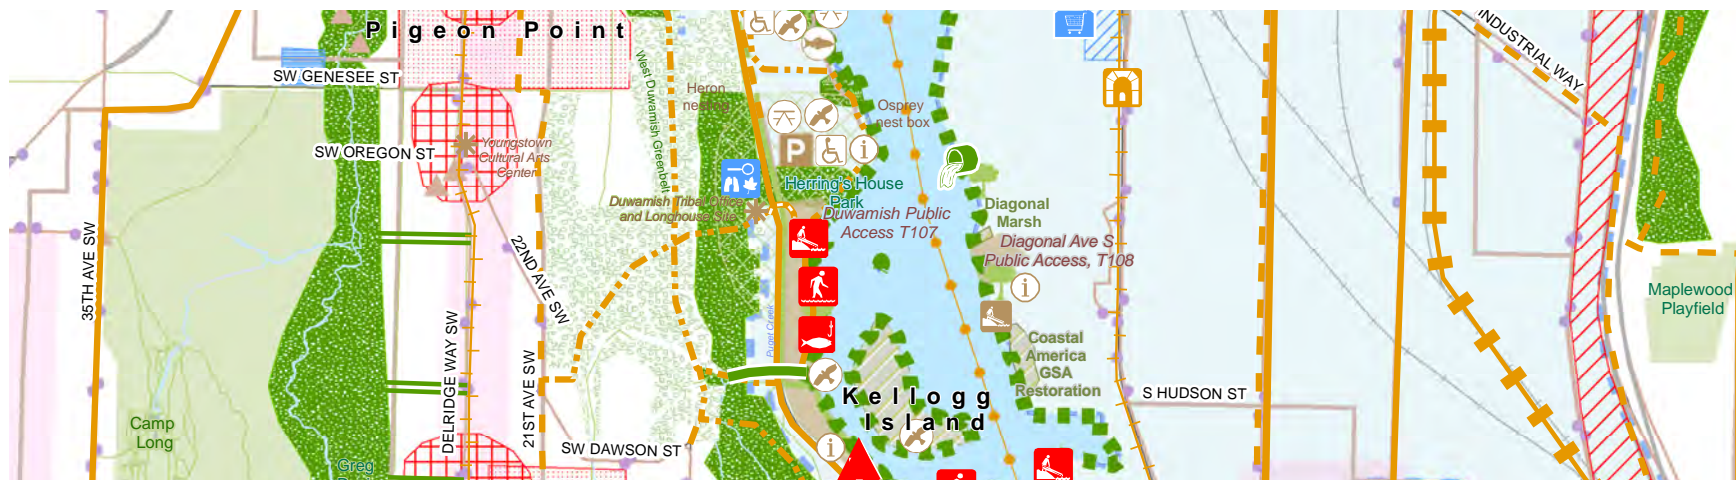 Pigeon Point
INDUSTRIAL WAY
SW GENESEE ST
West Duwamish Greenbelt
Heron
Osprey
nest box
SW OREGON ST
Youngstown
Cultural Arts
Center
P
i
Herring's House
Park
Duwamish Tribal Office
and Longhouse Site
Duwamish Public
Access T107
Diagonal
Marsh
Diagonal Ave S
Public Access, T108
i
35TH AVE SW
22ND AVE SW
Maplewood
Playfield
Puget Creek
DELRIDGE WAY SW
21ST AVE SW
Coastal
America
GSA
Restoration
Kellogg
Island
S HUDSON ST
Camp
Long
SW DAWSON ST
i
Greg